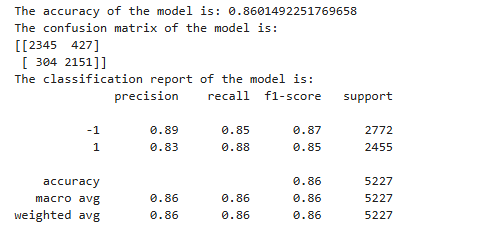 The accuracy of the model is: 0.8601492251769658
The confusion matrix of the model is:
[[2345  427]
 [ 304 2151]]
The classification report of the model is:
              precision    recall  f1-score   support

          -1       0.89      0.85      0.87      2772
           1       0.83      0.88      0.85      2455

    accuracy                           0.86      5227
   macro avg       0.86      0.86      0.86      5227
weighted avg       0.86      0.86      0.86      5227